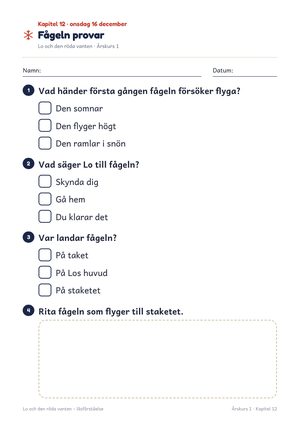 Kapitel 12 · onsdag 16 december
Fågeln provar
Lo och den röda vanten · Årskurs 1
Namn: Datum:
1 Vad händer första gången fågeln försöker flyga?
Den somnar
Den flyger högt
Den ramlar i snön
2 Vad säger Lo till fågeln?
Skynda dig
Gå hem
Du klarar det
3 Var landar fågeln?
På taket
På Los huvud
På staketet
4 Rita fågeln som flyger till staketet.
Lo och den röda vanten – läsförståelse Årskurs 1 · Kapitel 12